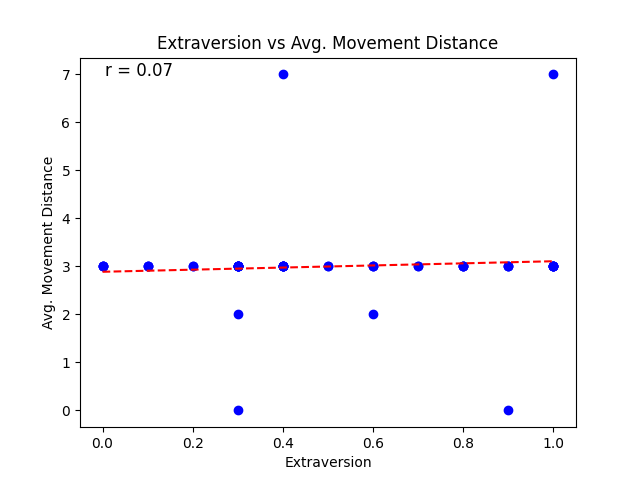 Extraversion vs Avg. Movement Distance
r = 0.07
7
6
5
4
3
2
1
0
Avg. Movement Distance
0.0 0.2 0.4 0.6 0.8 1.0
Extraversion